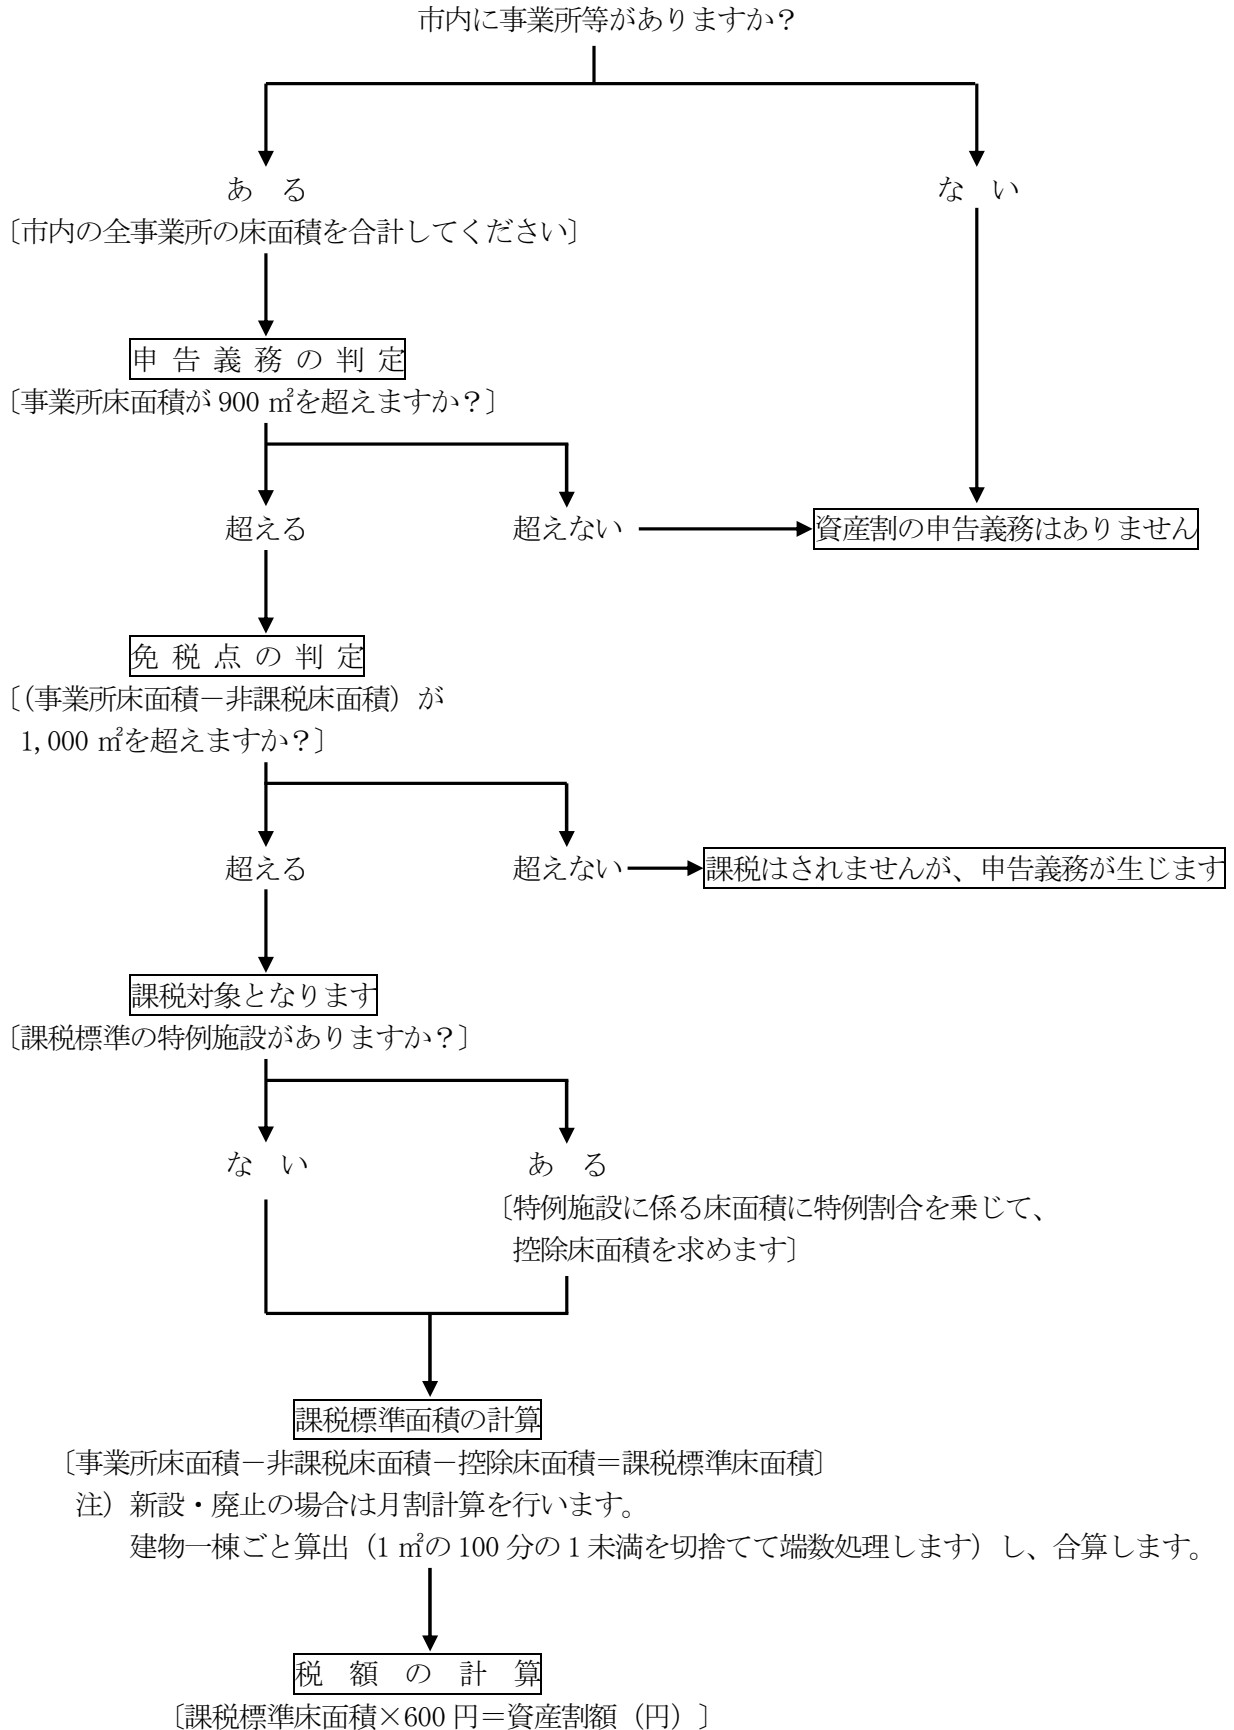 市内に事業所等がありますか？
あ　る
な　い
〔市内の全事業所の床面積を合計してください〕
申 告 義 務 の 判 定
〔事業所床面積が 900 ㎡を超えますか？〕
超える
超えない
資産割の申告義務はありません
免 税 点 の 判 定
〔（事業所床面積－非課税床面積）が
1,000 ㎡を超えますか？〕
超える
超えない
課税はされませんが、申告義務が生じます
課税対象となります
〔課税標準の特例施設がありますか？〕
な　い
あ　る
〔特例施設に係る床面積に特例割合を乗じて、
控除床面積を求めます〕
課税標準面積の計算
〔事業所床面積－非課税床面積－控除床面積＝課税標準床面積〕
注）新設・廃止の場合は月割計算を行います。
建物一棟ごと算出（1 ㎡の 100 分の 1 未満を切捨てて端数処理します）し、合算します。
税　額　の　計　算
〔課税標準床面積×600 円＝資産割額（円）〕